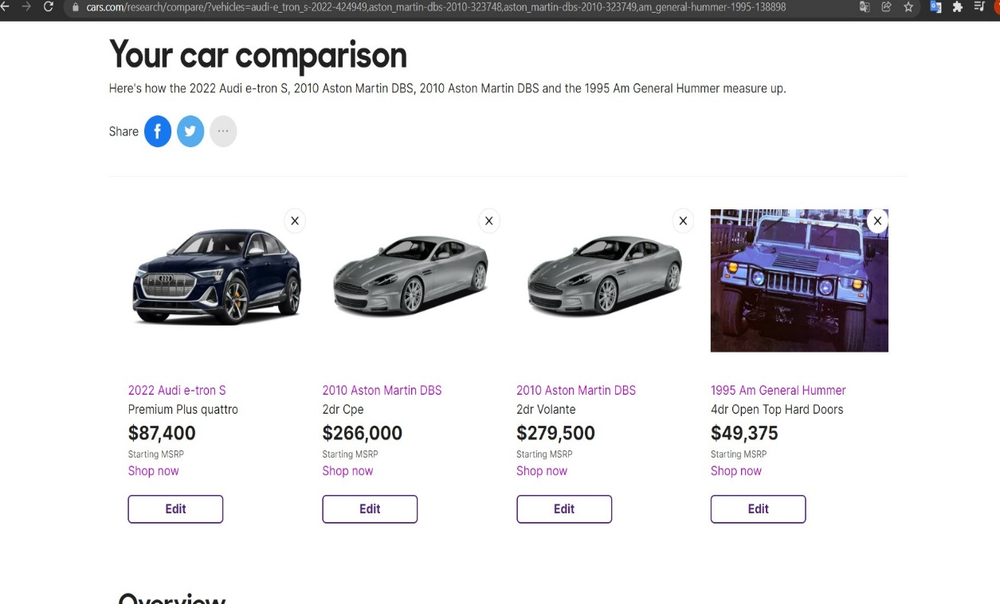 cars.com/research/compare/?vehicles=audi-e_tron_s-2022-424949,aston_martin-dbs-2010-323748,aston_martin-dbs-2010-323749,am_general-hummer-1995-138898
Your car comparison
Here's how the 2022 Audi e-tron S, 2010 Aston Martin DBS, 2010 Aston Martin DBS and the 1995 Am General Hummer measure up.
Share
X X X X
2022 Audi e-tron S
Premium Plus quattro
$87,400
Starting MSRP
Shop now
Edit
2010 Aston Martin DBS
2dr Cpe
$266,000
Starting MSRP
Shop now
Edit
2010 Aston Martin DBS
2dr Volante
$279,500
Starting MSRP
Shop now
Edit
1995 Am General Hummer
4dr Open Top Hard Doors
$49,375
Starting MSRP
Shop now
Edit
Overview